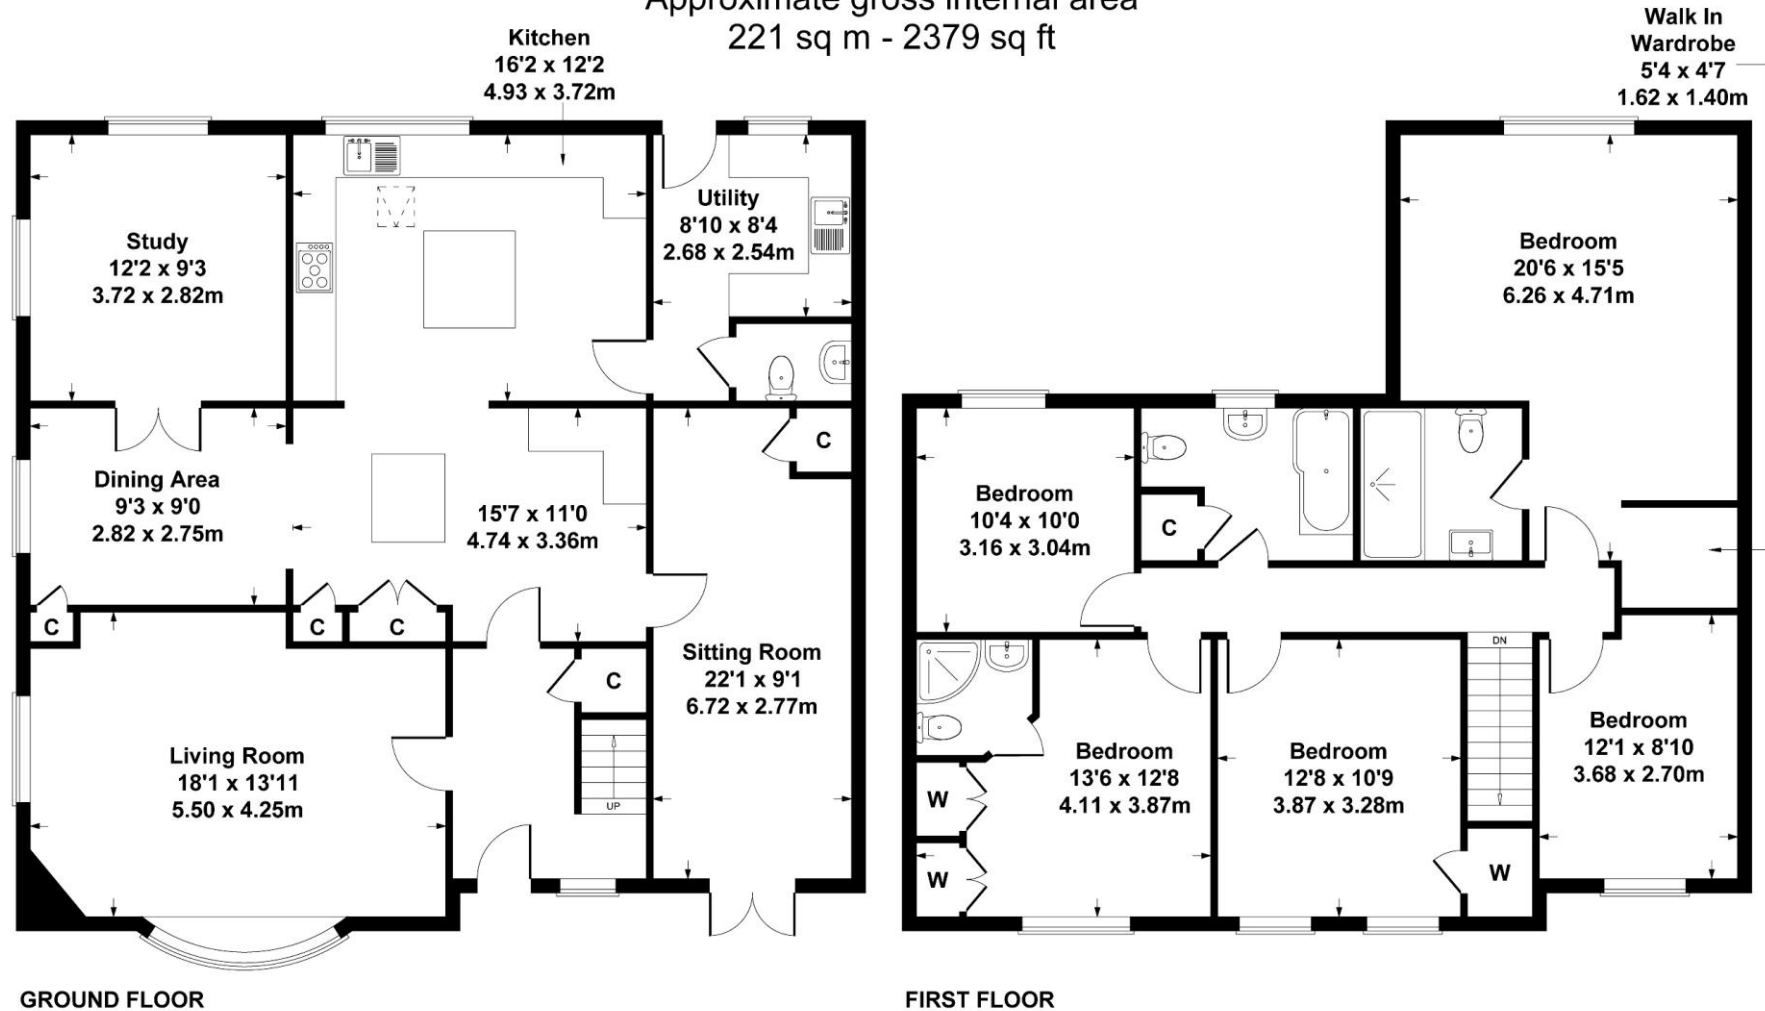 Approximate gross internal area
221 sq m - 2379 sq ft
Kitchen
16'2 x 12'2
4.93 x 3.72m
Walk In
Wardrobe
5'4 x 4'7
1.62 x 1.40m
Study
12'2 x 9'3
3.72 x 2.82m
Utility
8'10 x 8'4
2.68 x 2.54m
Dining Area
9'3 x 9'0
2.82 x 2.75m
15'7 x 11'0
4.74 x 3.36m
C
C
C
C
C
Sitting Room
22'1 x 9'1
6.72 x 2.77m
Living Room
18'1 x 13'11
5.50 x 4.25m
UP
GROUND FLOOR
Bedroom
20'6 x 15'5
6.26 x 4.71m
Bedroom
10'4 x 10'0
3.16 x 3.04m
C
DN
Bedroom
13'6 x 12'8
4.11 x 3.87m
Bedroom
12'8 x 10'9
3.87 x 3.28m
Bedroom
12'1 x 8'10
3.68 x 2.70m
W
W
W
FIRST FLOOR